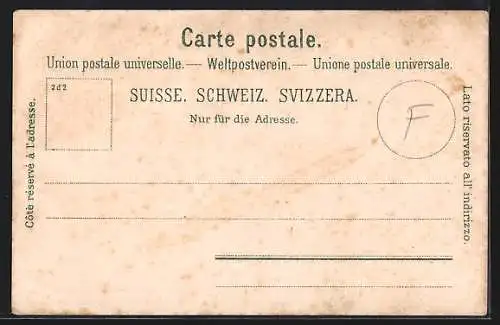 Carte postale.
Union postale universelle. — Weltpostverein. — Unione postale universale.
2d2
SUISSE. SCHWEIZ. SVIZZERA.
Nur für die Adresse.
F
Côté réservé à l'adresse.
Lato riservato all' indirizzo.